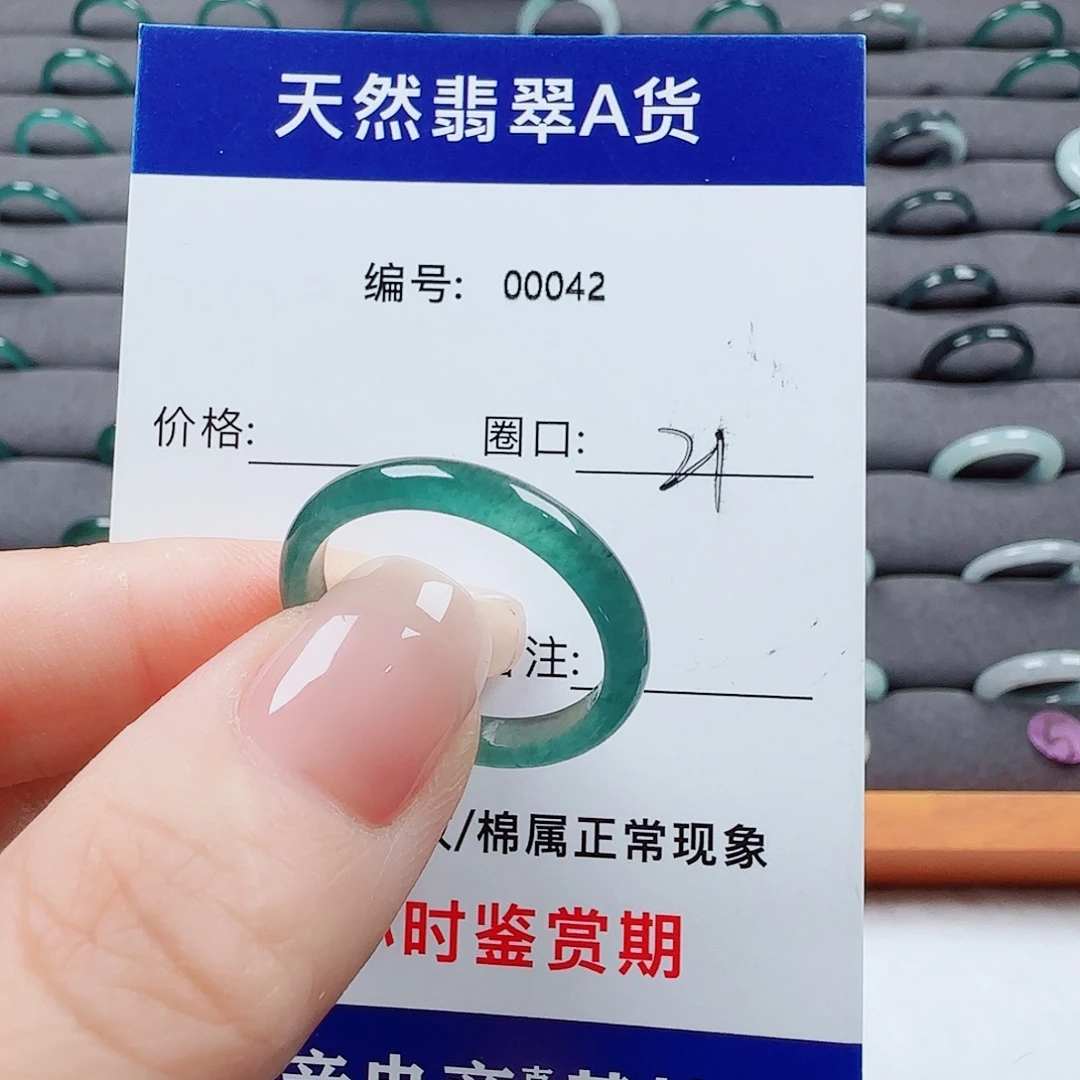 天然翡翠A货
编号: 00042
价格: 圈口: 21
注:
/棉属正常现象
时鉴赏期